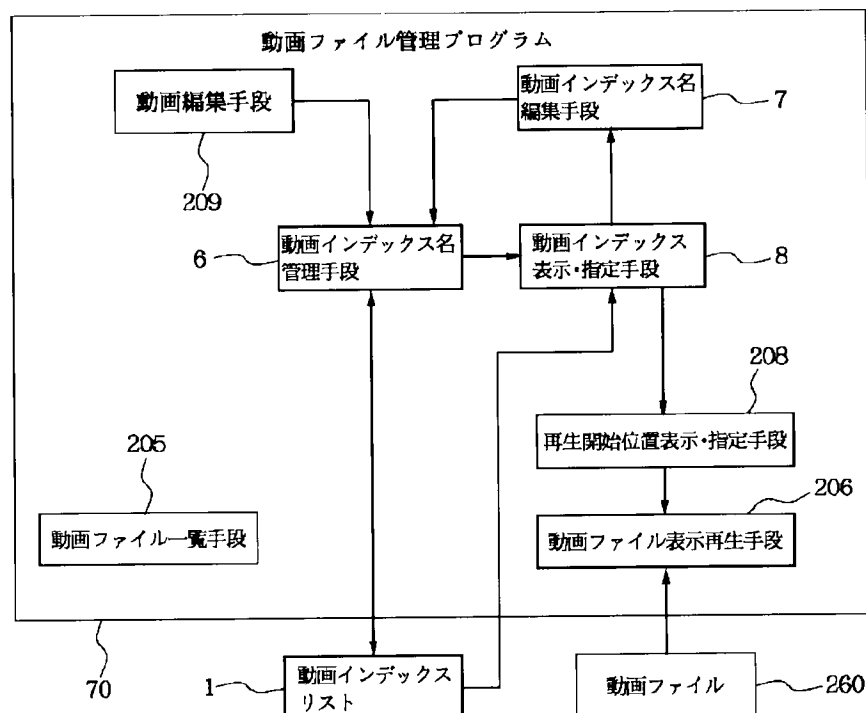 動画ファイル管理プログラム
動画編集手段
動画インデックス名
編集手段
7
209
動画インデックス名
管理手段
6
動画インデックス
表示・指定手段
8
208
再生開始位置表示・指定手段
205
206
動画ファイル一覧手段
動画ファイル表示再生手段
70
1
動画インデックス
リスト
動画ファイル
260